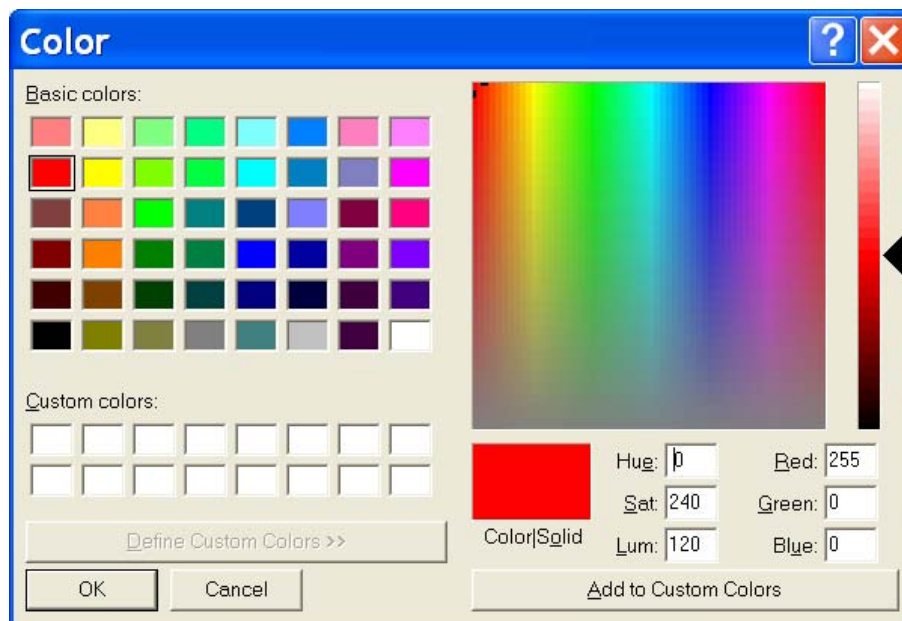 Color
?
Basic colors:
Custom colors:
Define Custom Colors >>
OK
Cancel
Color|Solid
Hue: 0
Sat: 240
Lum: 120
Red: 255
Green: 0
Blue: 0
Add to Custom Colors